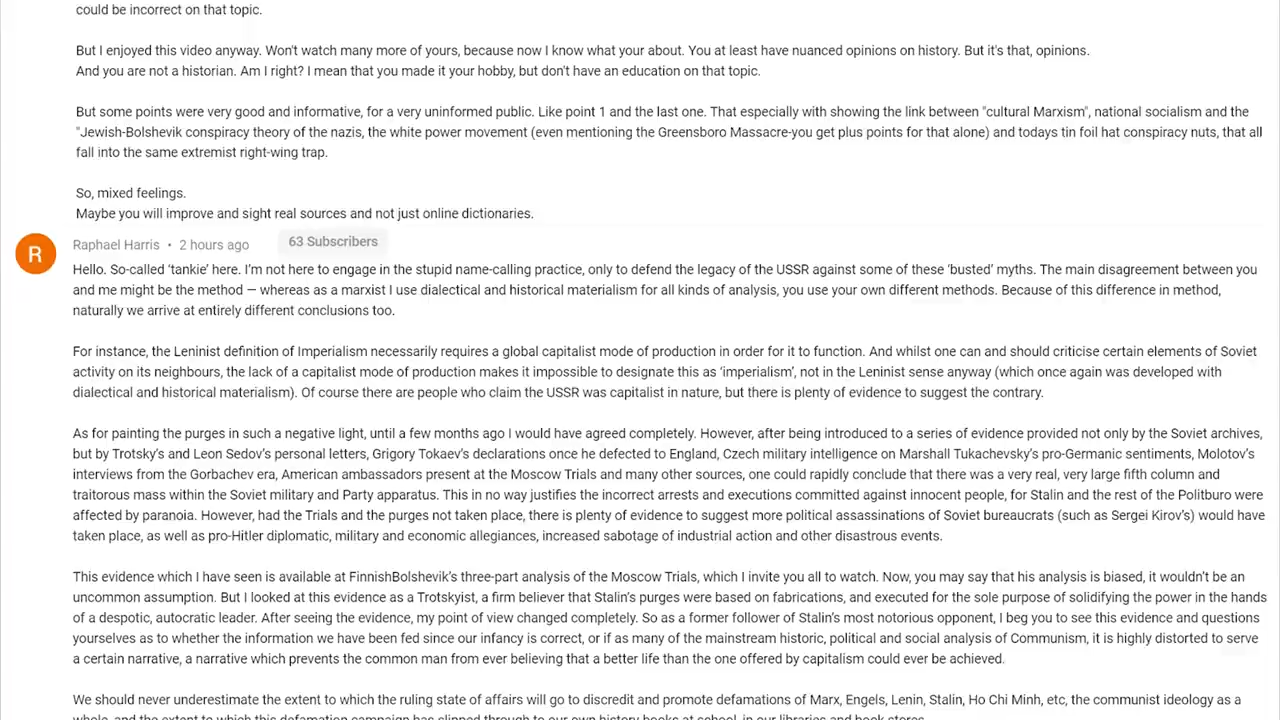 could be incorrect on that topic.
But I enjoyed this video anyway. Won't watch many more of yours, because now I know what your about. You at least have nuanced opinions on history. But it's that, opinions.
And you are not a historian. Am I right? I mean that you made it your hobby, but don't have an education on that topic.
But some points were very good and informative, for a very uninformed public. Like point 1 and the last one. That especially with showing the link between "cultural Marxism", national socialism and the
"Jewish-Bolshevik conspiracy theory of the nazis, the white power movement (even mentioning the Greensboro Massacre-you get plus points for that alone) and todays tin foil hat conspiracy nuts, that all
fall into the same extremist right-wing trap.
So, mixed feelings.
Maybe you will improve and sight real sources and not just online dictionaries.
R
Raphael Harris • 2 hours ago 63 Subscribers
Hello. So-called 'tankie' here. I'm not here to engage in the stupid name-calling practice, only to defend the legacy of the USSR against some of these 'busted' myths. The main disagreement between you
and me might be the method — whereas as a marxist I use dialectical and historical materialism for all kinds of analysis, you use your own different methods. Because of this difference in method,
naturally we arrive at entirely different conclusions too.
For instance, the Leninist definition of Imperialism necessarily requires a global capitalist mode of production in order for it to function. And whilst one can and should criticise certain elements of Soviet
activity on its neighbours, the lack of a capitalist mode of production makes it impossible to designate this as 'imperialism', not in the Leninist sense anyway (which once again was developed with
dialectical and historical materialism). Of course there are people who claim the USSR was capitalist in nature, but there is plenty of evidence to suggest the contrary.
As for painting the purges in such a negative light, until a few months ago I would have agreed completely. However, after being introduced to a series of evidence provided not only by the Soviet archives,
but by Trotsky's and Leon Sedov's personal letters, Grigory Tokaev's declarations once he defected to England, Czech military intelligence on Marshall Tukachevsky's pro-Germanic sentiments, Molotov's
interviews from the Gorbachev era, American ambassadors present at the Moscow Trials and many other sources, one could rapidly conclude that there was a very real, very large fifth column and
traitorous mass within the Soviet military and Party apparatus. This in no way justifies the incorrect arrests and executions committed against innocent people, for Stalin and the rest of the Politburo were
affected by paranoia. However, had the Trials and the purges not taken place, there is plenty of evidence to suggest more political assassinations of Soviet bureaucrats (such as Sergei Kirov's) would have
taken place, as well as pro-Hitler diplomatic, military and economic allegiances, increased sabotage of industrial action and other disastrous events.
This evidence which I have seen is available at FinnishBolshevik's three-part analysis of the Moscow Trials, which I invite you all to watch. Now, you may say that his analysis is biased, it wouldn't be an
uncommon assumption. But I looked at this evidence as a Trotskyist, a firm believer that Stalin's purges were based on fabrications, and executed for the sole purpose of solidifying the power in the hands
of a despotic, autocratic leader. After seeing the evidence, my point of view changed completely. So as a former follower of Stalin's most notorious opponent, I beg you to see this evidence and questions
yourselves as to whether the information we have been fed since our infancy is correct, or if as many of the mainstream historic, political and social analysis of Communism, it is highly distorted to serve
a certain narrative, a narrative which prevents the common man from ever believing that a better life than the one offered by capitalism could ever be achieved.
We should never underestimate the extent to which the ruling state of affairs will go to discredit and promote defamations of Marx, Engels, Lenin, Stalin, Ho Chi Minh, etc, the communist ideology as a
whole, and the extent to which this defamation campaign has slipped through to our own history books at school, in our libraries and book stores.